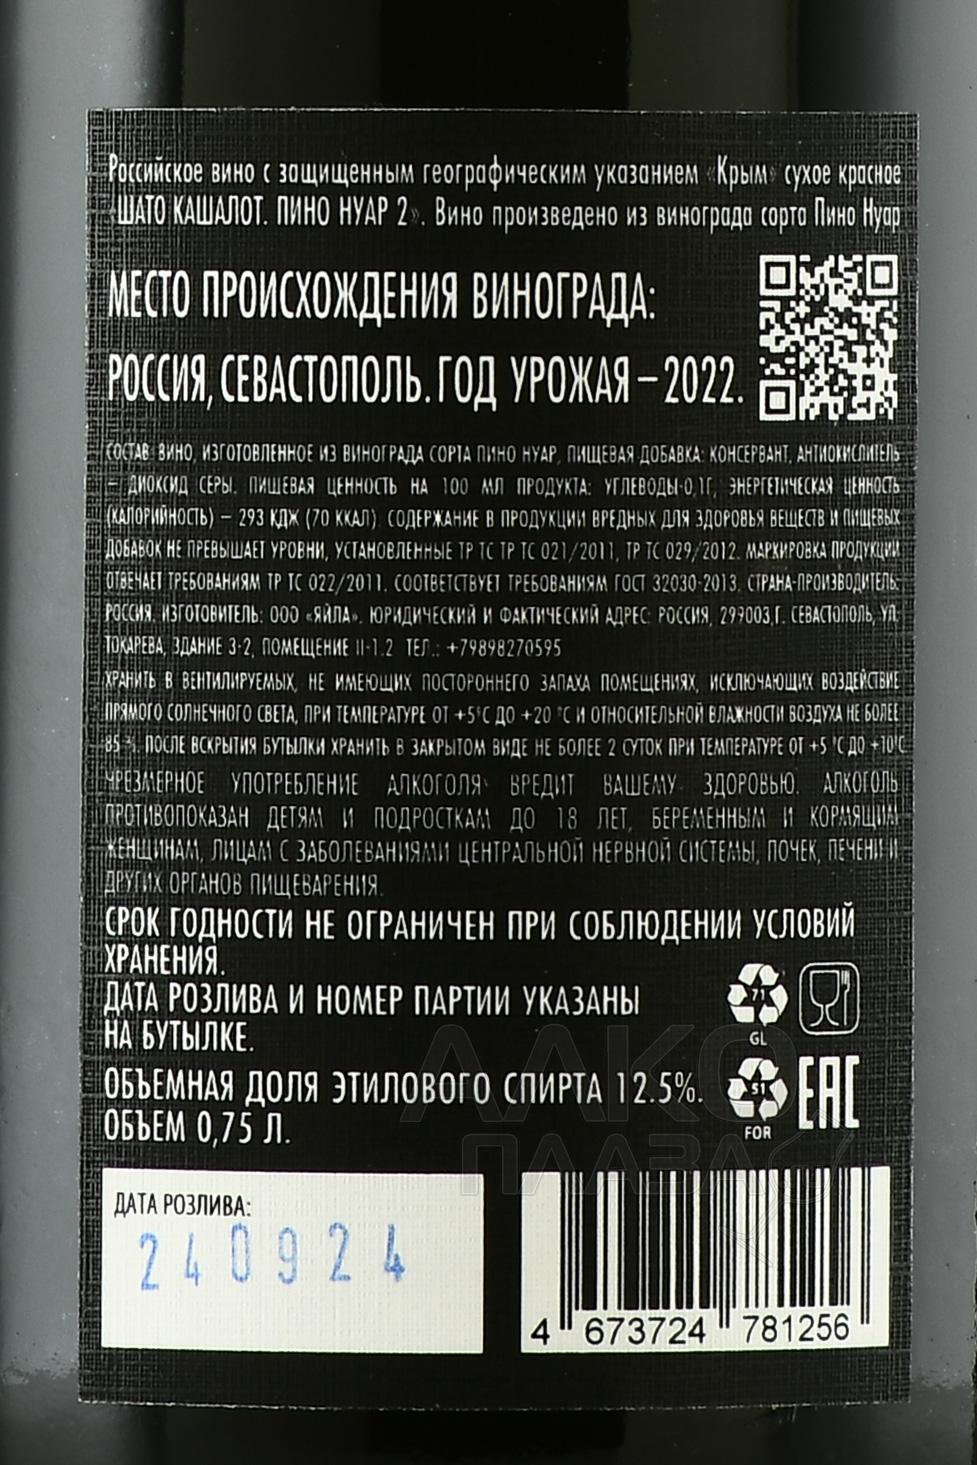 Российское вино с защищенным географическим указанием «Крым» сухое красное
«ШАТО КАШАЛОТ. ПИНО НУАР 2». Вино произведено из винограда сорта Пино Нуар
МЕСТО ПРОИСХОЖДЕНИЯ ВИНОГРАДА:
РОССИЯ, СЕВАСТОПОЛЬ. ГОД УРОЖАЯ – 2022.
СОСТАВ: ВИНО, ИЗГОТОВЛЕННОЕ ИЗ ВИНОГРАДА СОРТА ПИНО НУАР, ПИЩЕВАЯ ДОБАВКА: КОНСЕРВАНТ, АНТИОКИСЛИТЕЛЬ
– ДИОКСИД СЕРЫ. ПИЩЕВАЯ ЦЕННОСТЬ НА 100 МЛ ПРОДУКТА: УГЛЕВОДЫ-0,1Г, ЭНЕРГЕТИЧЕСКАЯ ЦЕННОСТЬ
(КАЛОРИЙНОСТЬ) – 293 КДЖ (70 ККАЛ). СОДЕРЖАНИЕ В ПРОДУКЦИИ ВРЕДНЫХ ДЛЯ ЗДОРОВЬЯ ВЕЩЕСТВ И ПИЩЕВЫХ
ДОБАВОК НЕ ПРЕВЫШАЕТ УРОВНИ, УСТАНОВЛЕННЫЕ ТР ТС ТР ТС 021/2011, ТР ТС 029/2012. МАРКИРОВКА ПРОДУКЦИИ
ОТВЕЧАЕТ ТРЕБОВАНИЯМ ТР ТС 022/2011. СООТВЕТСТВУЕТ ТРЕБОВАНИЯМ ГОСТ 32030-2013. СТРАНА-ПРОИЗВОДИТЕЛЬ:
РОССИЯ. ИЗГОТОВИТЕЛЬ: ООО «ЯЙЛА». ЮРИДИЧЕСКИЙ И ФАКТИЧЕСКИЙ АДРЕС: РОССИЯ, 299003,Г. СЕВАСТОПОЛЬ, УЛ.
ТОКАРЕВА, ЗДАНИЕ 3-2, ПОМЕЩЕНИЕ II-1.2 ТЕЛ.: +79898270595
ХРАНИТЬ В ВЕНТИЛИРУЕМЫХ, НЕ ИМЕЮЩИХ ПОСТОРОННЕГО ЗАПАХА ПОМЕЩЕНИЯХ, ИСКЛЮЧАЮЩИХ ВОЗДЕЙСТВИЕ
ПРЯМОГО СОЛНЕЧНОГО СВЕТА, ПРИ ТЕМПЕРАТУРЕ ОТ +5°С ДО +20 °С И ОТНОСИТЕЛЬНОЙ ВЛАЖНОСТИ ВОЗДУХА НЕ БОЛЕЕ
85 %. ПОСЛЕ ВСКРЫТИЯ БУТЫЛКИ ХРАНИТЬ В ЗАКРЫТОМ ВИДЕ НЕ БОЛЕЕ 2 СУТОК ПРИ ТЕМПЕРАТУРЕ ОТ +5 °С ДО +10°С
ЧРЕЗМЕРНОЕ УПОТРЕБЛЕНИЕ АЛКОГОЛЯ ВРЕДИТ ВАШЕМУ ЗДОРОВЬЮ. АЛКОГОЛЬ
ПРОТИВОПОКАЗАН ДЕТЯМ И ПОДРОСТКАМ ДО 18 ЛЕТ, БЕРЕМЕННЫМ И КОРМЯЩИМ
ЖЕНЩИНАМ, ЛИЦАМ С ЗАБОЛЕВАНИЯМИ ЦЕНТРАЛЬНОЙ НЕРВНОЙ СИСТЕМЫ, ПОЧЕК, ПЕЧЕНИ И
ДРУГИХ ОРГАНОВ ПИЩЕВАРЕНИЯ.
СРОК ГОДНОСТИ НЕ ОГРАНИЧЕН ПРИ СОБЛЮДЕНИИ УСЛОВИЙ
ХРАНЕНИЯ.
ДАТА РОЗЛИВА И НОМЕР ПАРТИИ УКАЗАНЫ
НА БУТЫЛКЕ.
71
GL
ОБЪЕМНАЯ ДОЛЯ ЭТИЛОВОГО СПИРТА 12.5%.
ОБЪЕМ 0,75 Л.
51
FOR
EAC
ААКО
ПЛАЗА
ДАТА РОЗЛИВА:
240924
4 673724 781256